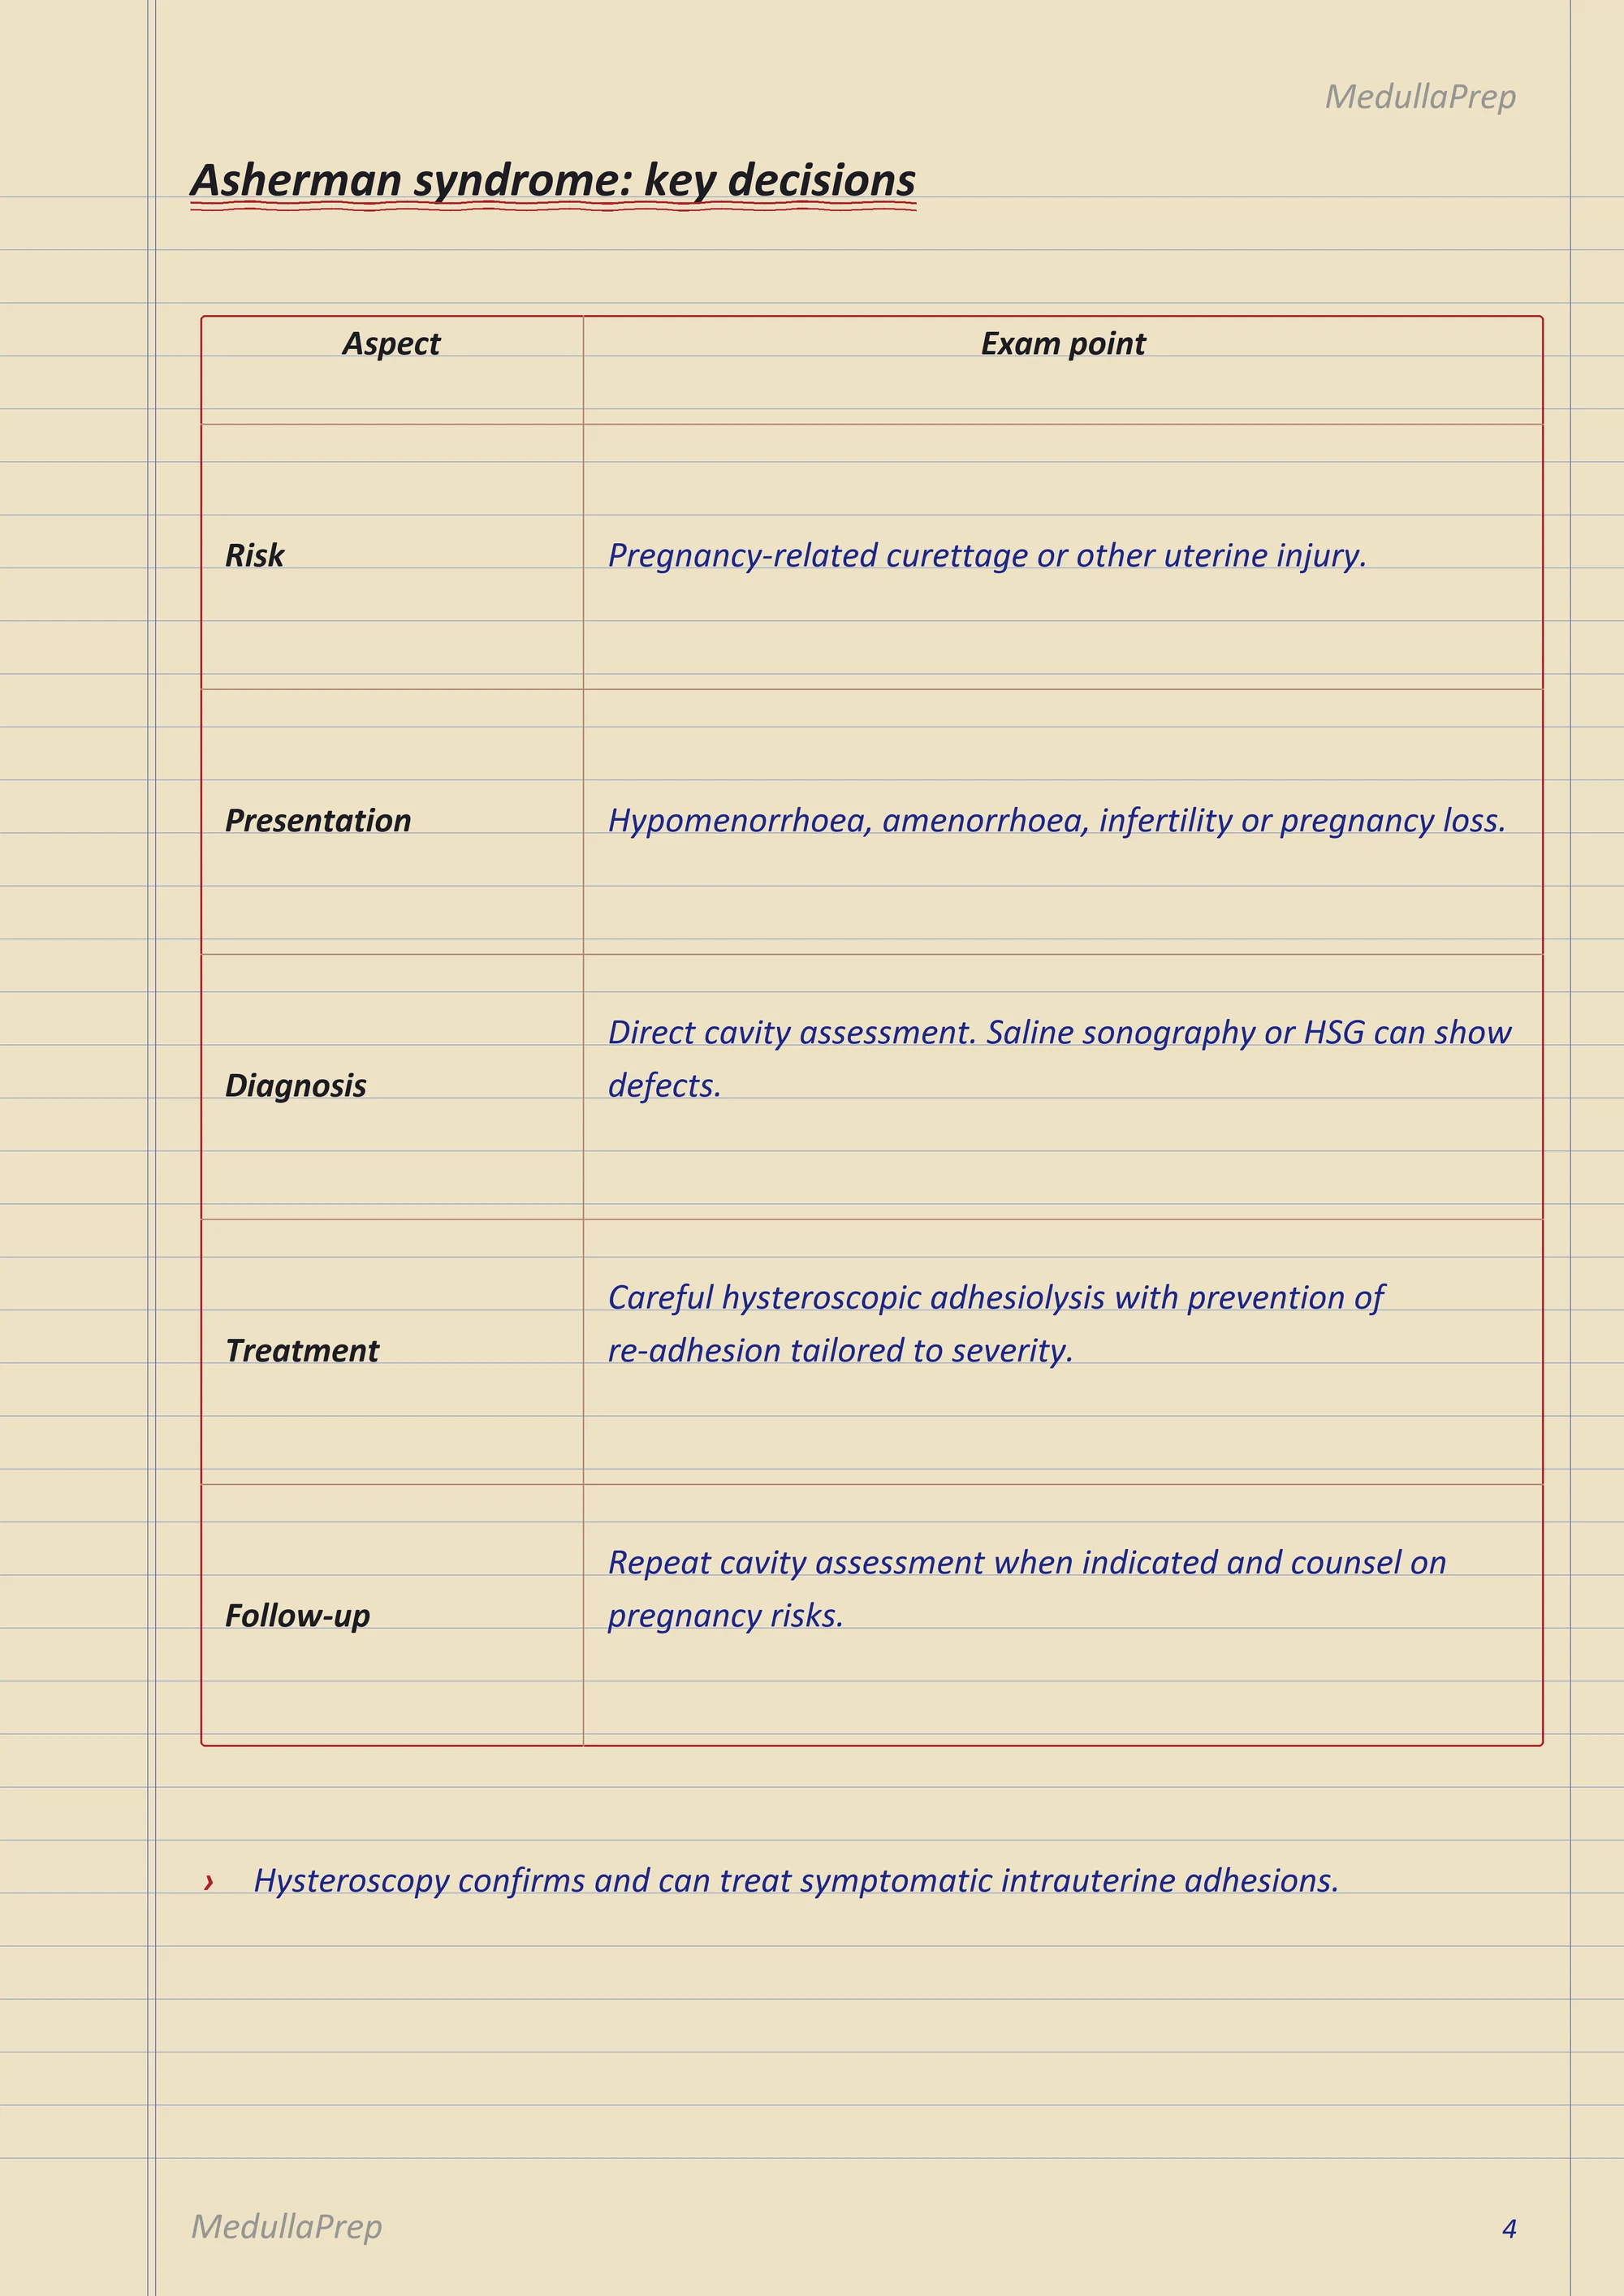 MedullaPrep
Asherman syndrome: key decisions
Aspect Exam point
Risk Pregnancy-related curettage or other uterine injury.
Presentation Hypomenorrhoea, amenorrhoea, infertility or pregnancy loss.
Direct cavity assessment. Saline sonography or HSG can show
Diagnosis defects.
Careful hysteroscopic adhesiolysis with prevention of
Treatment re-adhesion tailored to severity.
Repeat cavity assessment when indicated and counsel on
Follow-up pregnancy risks.
› Hysteroscopy confirms and can treat symptomatic intrauterine adhesions.
MedullaPrep 4